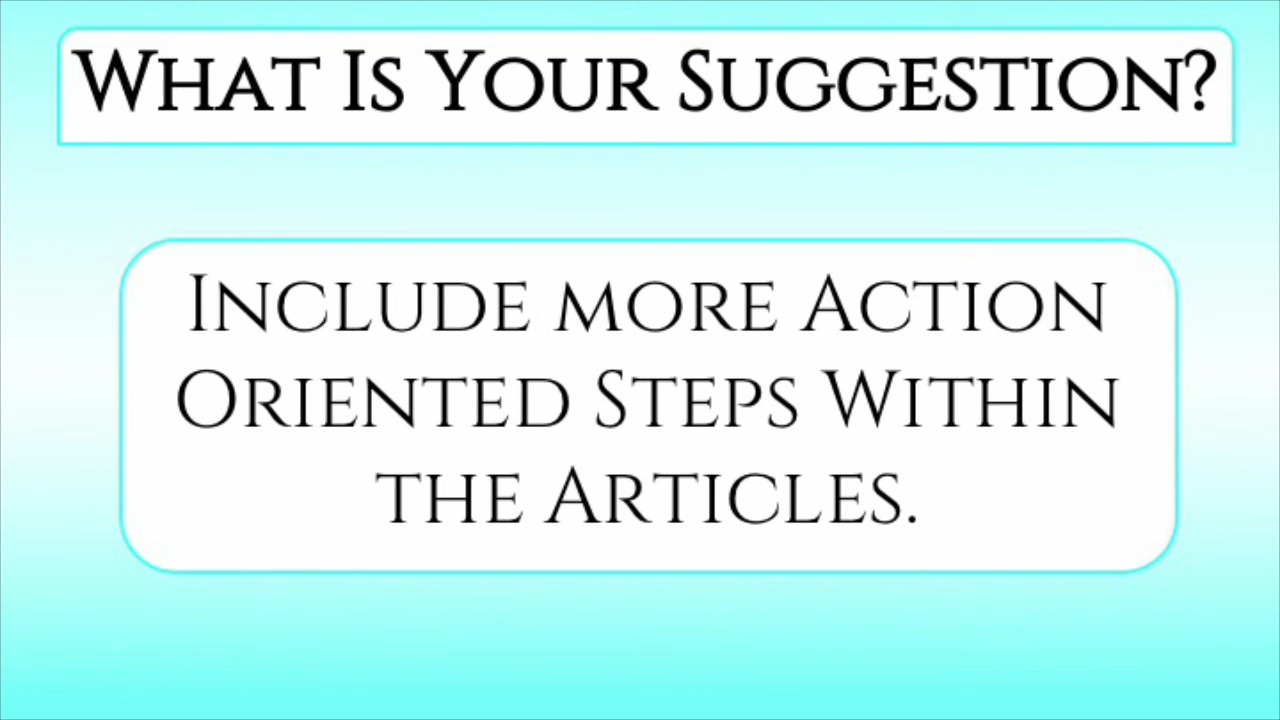 What Is Your Suggestion?
Include more Action
Oriented Steps Within
the Articles.